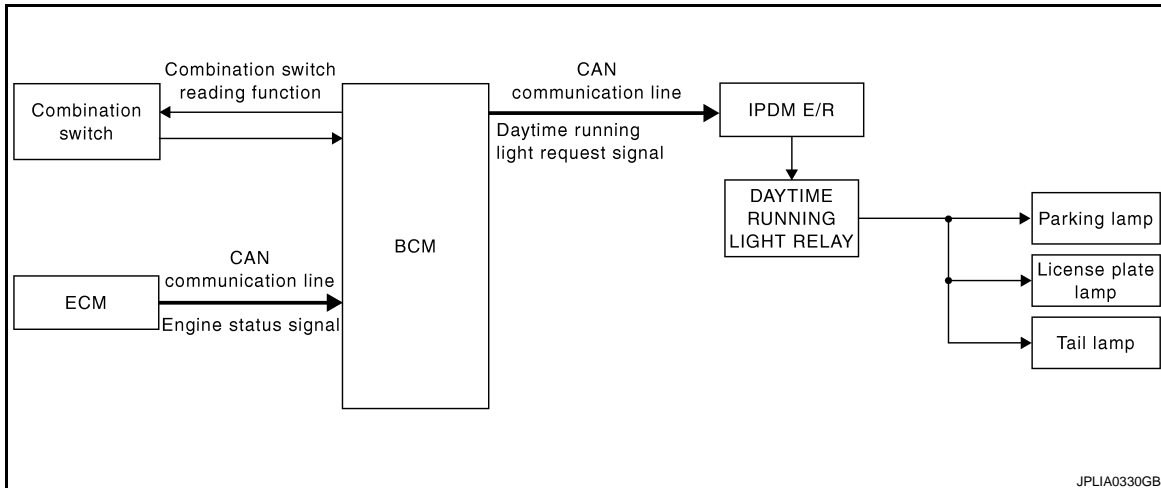 Combination switch
reading function
Combination
switch
CAN
communication line
Engine status signal
ECM
BCM
CAN
communication line
Daytime running
light request signal
IPDM E/R
DAYTIME
RUNNING
LIGHT RELAY
Parking lamp
License plate
lamp
Tail lamp
JPLIA0330GB